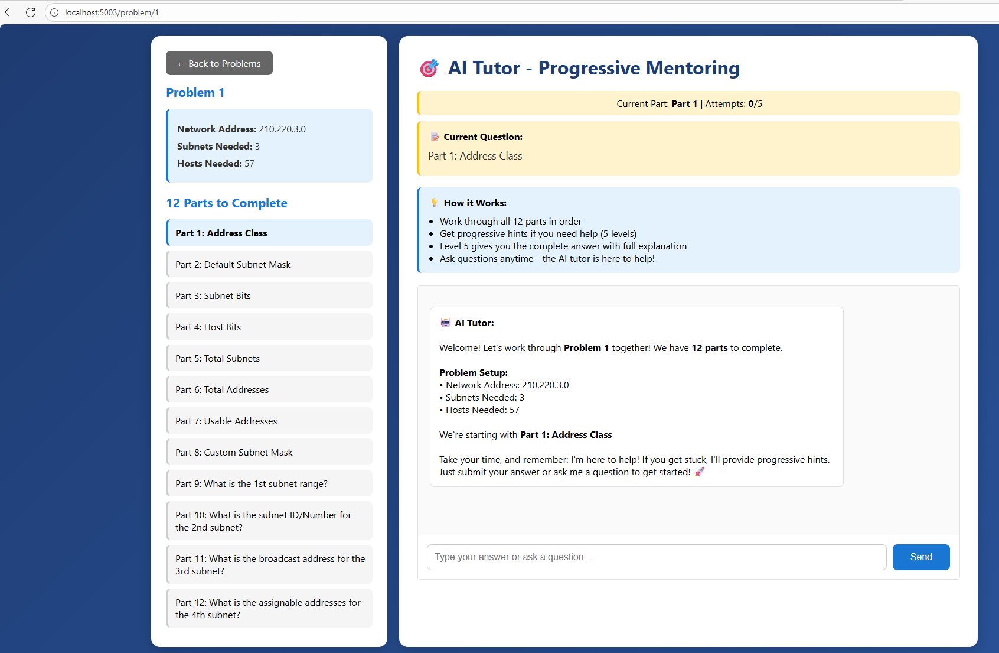 localhost:5003/problem/1
← Back to Problems
Problem 1
Network Address: 210.220.3.0
Subnets Needed: 3
Hosts Needed: 57
12 Parts to Complete
Part 1: Address Class
Part 2: Default Subnet Mask
Part 3: Subnet Bits
Part 4: Host Bits
Part 5: Total Subnets
Part 6: Total Addresses
Part 7: Usable Addresses
Part 8: Custom Subnet Mask
Part 9: What is the 1st subnet range?
Part 10: What is the subnet ID/Number for
the 2nd subnet?
Part 11: What is the broadcast address for the
3rd subnet?
Part 12: What is the assignable addresses for
the 4th subnet?
AI Tutor - Progressive Mentoring
Current Part: Part 1 | Attempts: 0/5
Current Question:
Part 1: Address Class
How it Works:
• Work through all 12 parts in order
• Get progressive hints if you need help (5 levels)
• Level 5 gives you the complete answer with full explanation
• Ask questions anytime - the AI tutor is here to help!
AI Tutor:
Welcome! Let's work through Problem 1 together! We have 12 parts to complete.
Problem Setup:
• Network Address: 210.220.3.0
• Subnets Needed: 3
• Hosts Needed: 57
We're starting with Part 1: Address Class
Take your time, and remember: I'm here to help! If you get stuck, I'll provide progressive hints.
Just submit your answer or ask me a question to get started! 🚀
Type your answer or ask a question...
Send